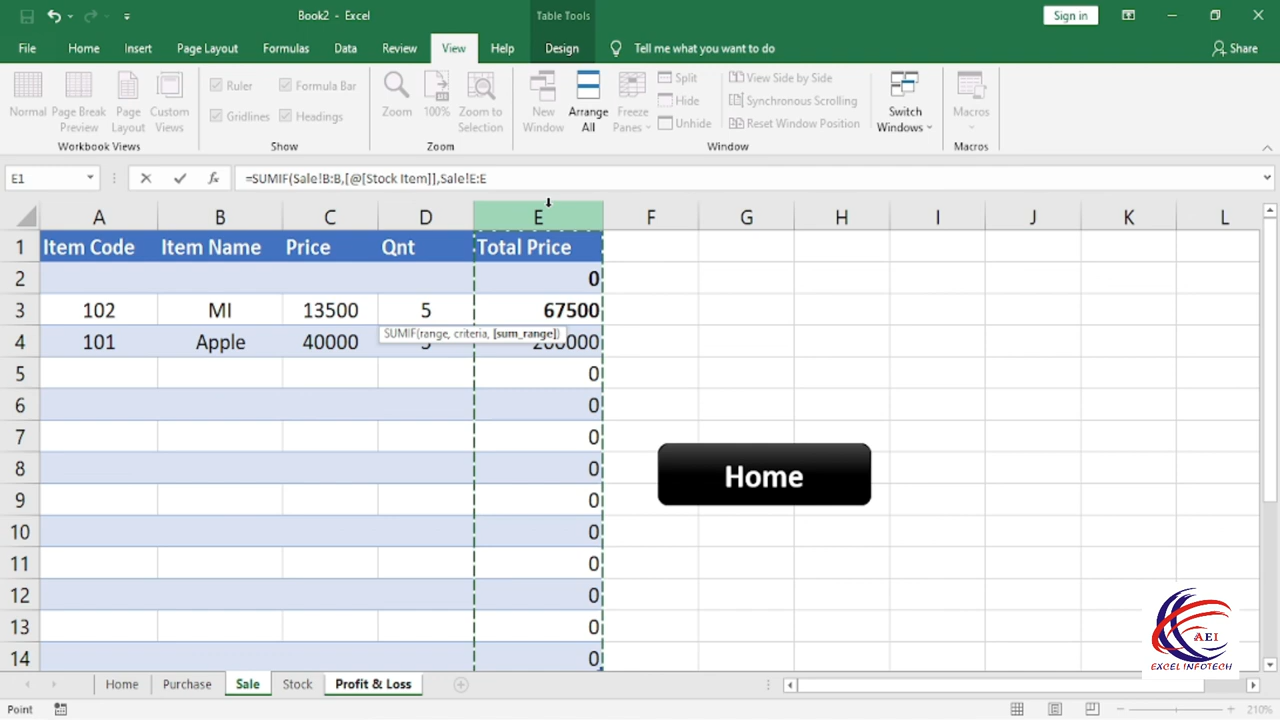 Book2 - Excel
Table Tools
Sign in
File Home Insert Page Layout Formulas Data Review View Help Design Tell me what you want to do Share
Normal Page Break Preview Page Layout Custom Views
Workbook Views
Ruler Formula Bar
Gridlines Headings
Show
Zoom 100% Zoom to Selection
Zoom
New Window Arrange All Freeze Panes
Split View Side by Side
Hide Synchronous Scrolling
Unhide Reset Window Position
Window
Switch Windows
Macros
Macros
E1 fx =SUMIF(Sale!B:B,[@[Stock Item]],Sale!E:E
A B C D E F G H I J K L
1 Item Code Item Name Price Qnt Total Price
2 0
3 102 MI 13500 5 67500
SUMIF(range, criteria, [sum_range])
4 101 Apple 40000 5 200000
5 0
6 0
7 0
8 0
Home
9 0
10 0
11 0
12 0
13 0
14 0
AEI
EXCEL INFOTECH
Home Purchase Sale Stock Profit & Loss
Point 210%